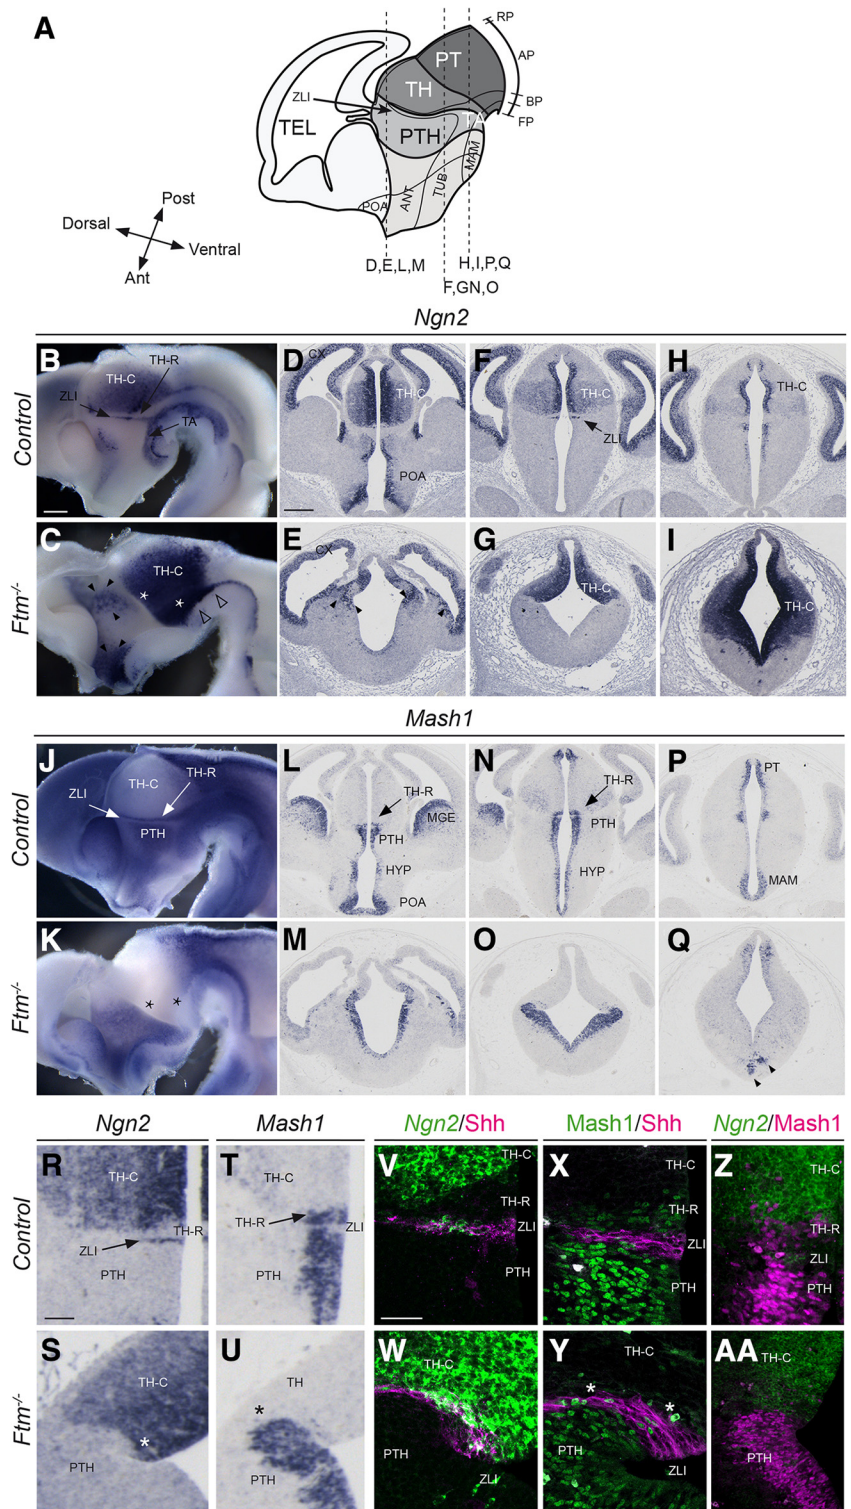 A
RP
PT
AP
TH
ZLI
BP
TEL
TA
FP
PTH
MAM
TUB
ANT
POA
Post
Dorsal
Ventral
Ant
D,E,L,M
H,I,P,Q
F,GN,O
Ngn2
Control
B
TH-R
TH-C
ZLI
TA
D
CX
TH-C
POA
F
TH-C
ZLI
H
TH-C
Ftm-/-
C
TH-C
* *
E
CX
G
TH-C
I
TH-C
Mash1
Control
J
TH-C
TH-R
ZLI
PTH
L
TH-R
MGE
PTH
HYP
POA
N
TH-R
PTH
HYP
P
PT
MAM
Ftm-/-
K
* *
M
O
Q
Ngn2
Mash1
Ngn2/Shh
Mash1/Shh
Ngn2/Mash1
Control
R
TH-C
TH-R
ZLI
PTH
T
TH-C
TH-R
ZLI
PTH
V
TH-C
TH-R
ZLI
PTH
X
TH-C
TH-R
ZLI
PTH
Z
TH-C
TH-R
ZLI
PTH
Ftm-/-
S
TH-C
*
PTH
U
TH
*
PTH
W
TH-C
PTH
ZLI
Y
TH-C
* *
PTH
ZLI
AA
TH-C
PTH